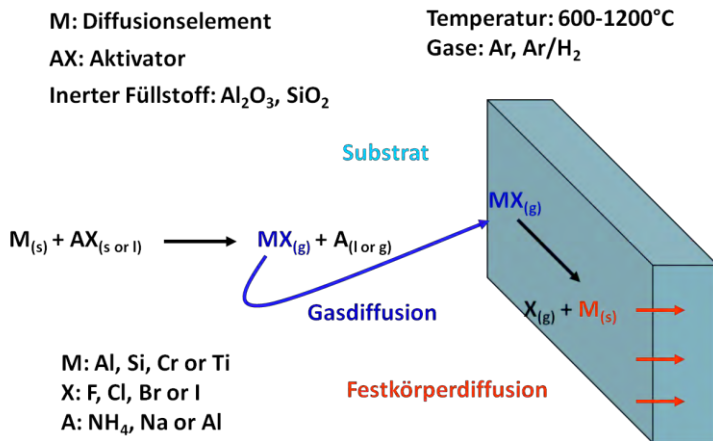 M: Diffusionselement
AX: Aktivator
Inerter Füllstoff: Al₂O₃, SiO₂
Temperatur: 600-1200°C
Gase: Ar, Ar/H₂
Substrat
M(s) + AX(s or l)
MX(g) + A(l or g)
MX(g)
X(g) + M(s)
Gasdiffusion
Festkörperdiffusion
M: Al, Si, Cr or Ti
X: F, Cl, Br or I
A: NH₄, Na or Al